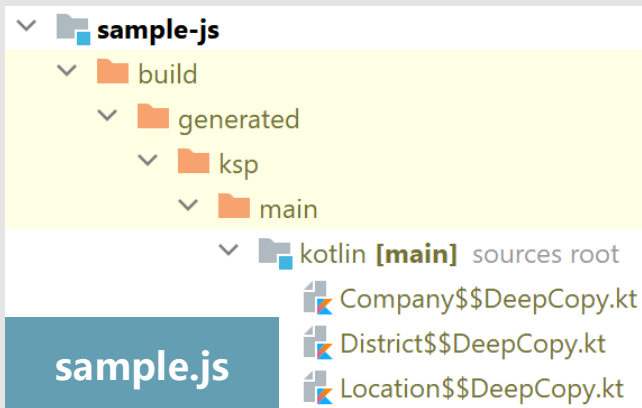 sample-js
build
generated
ksp
main
kotlin [main] sources root
Company$$DeepCopy.kt
District$$DeepCopy.kt
Location$$DeepCopy.kt
sample.js